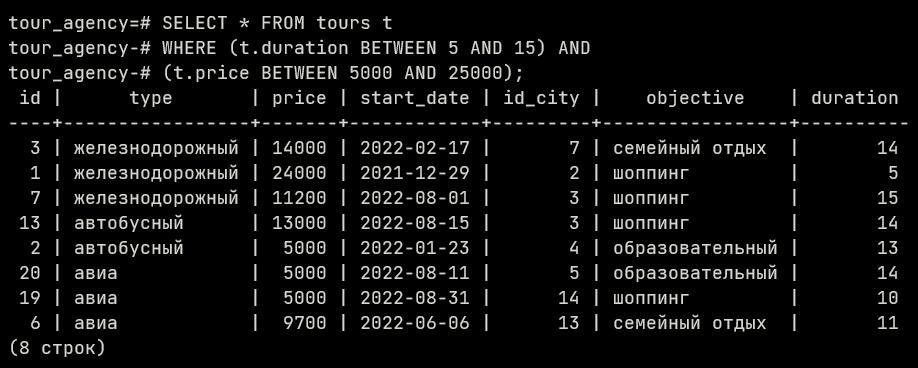 tour_agency=# SELECT * FROM tours t
tour_agency-# WHERE (t.duration BETWEEN 5 AND 15) AND
tour_agency-# (t.price BETWEEN 5000 AND 25000);
 id |      type       | price | start_date | id_city |    objective    | duration
----+-----------------+-------+------------+---------+-----------------+----------
  3 | железнодорожный | 14000 | 2022-02-17 |       7 | семейный отдых  |       14
  1 | железнодорожный | 24000 | 2021-12-29 |       2 | шоппинг         |        5
  7 | железнодорожный | 11200 | 2022-08-01 |       3 | шоппинг         |       15
 13 | автобусный      | 13000 | 2022-08-15 |       3 | шоппинг         |       14
  2 | автобусный      |  5000 | 2022-01-23 |       4 | образовательный |       13
 20 | авиа            |  5000 | 2022-08-11 |       5 | образовательный |       14
 19 | авиа            |  5000 | 2022-08-31 |      14 | шоппинг         |       10
  6 | авиа            |  9700 | 2022-06-06 |      13 | семейный отдых  |       11
(8 строк)